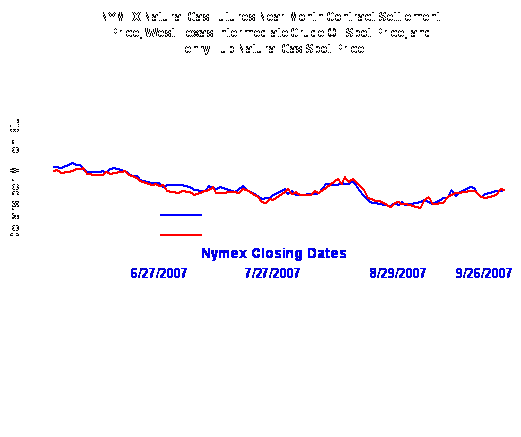 NYMEX Natural Gas Futures Near-Month Contract Settlement
Price, West Texas Intermediate Crude Oil Spot Price, and
Henry Hub Natural Gas Spot Price
Nymex Closing Dates
6/27/2007 7/27/2007 8/29/2007 9/26/2007